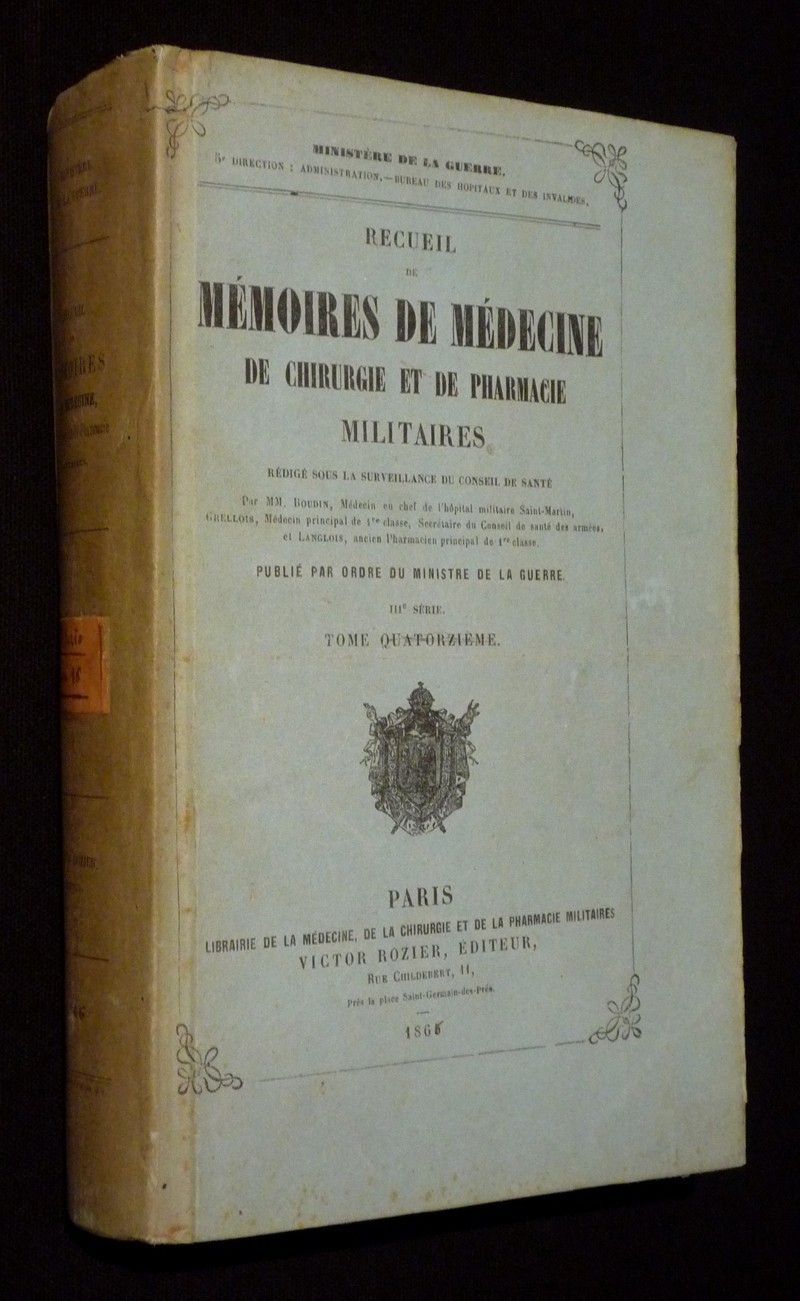 MINISTÈRE DE LA GUERRE.
5e DIRECTION : ADMINISTRATION.—BUREAU DES HOPITAUX ET DES INVALIDES.
RECUEIL
DE
MÉMOIRES DE MÉDECINE
DE CHIRURGIE ET DE PHARMACIE
MILITAIRES
RÉDIGÉ SOUS LA SURVEILLANCE DU CONSEIL DE SANTÉ
Par MM. BOUDIN, Médecin en chef de l'hôpital militaire Saint-Martin,
GRELLOIS, Médecin principal de 1re classe, Secrétaire du Conseil de santé des armées,
et LANGLOIS, ancien Pharmacien principal de 1re classe.
PUBLIÉ PAR ORDRE DU MINISTRE DE LA GUERRE.
IIIe SÉRIE.
TOME QUATORZIEME.
PARIS
LIBRAIRIE DE LA MÉDECINE, DE LA CHIRURGIE ET DE LA PHARMACIE MILITAIRES
VICTOR ROZIER, ÉDITEUR,
RUE CHILDEBERT, 11,
Près la place Saint-Germain-des-Prés.